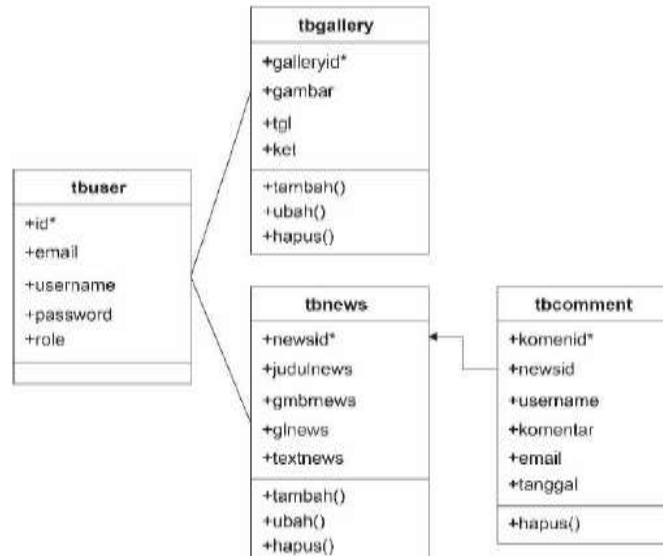 tbgallery
+galleryid*
+gambar
+tgl
+ket
+tambah()
+ubah()
+hapus()
tbuser
+id*
+email
+username
+password
+role
tbnews
+newsid*
+judulnews
+gmbrnews
+glnews
+textnews
+tambah()
+ubah()
+hapus()
tbcomment
+komenid*
+newsid
+username
+komentar
+email
+tanggal
+hapus()